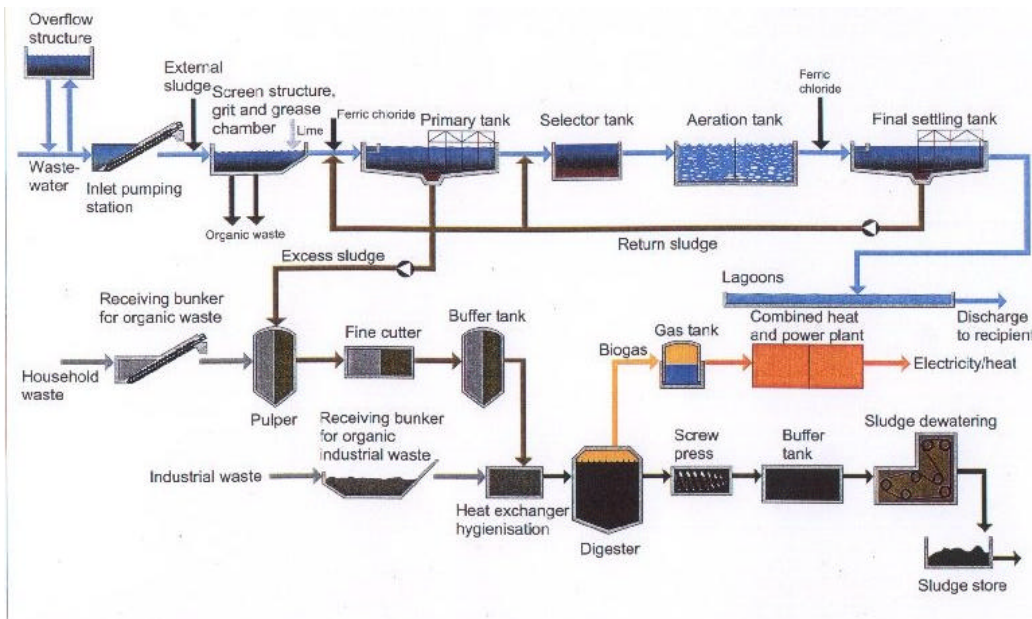 Overflow
structure
External
sludge
Screen structure,
grit and grease
chamber
Lime
Ferric chloride
Primary tank
Selector tank
Aeration tank
Ferric
chloride
Final settling tank
Waste-
water
Inlet pumping
station
Organic waste
Return sludge
Excess sludge
Lagoons
Discharge
to recipient
Receiving bunker
for organic waste
Household
waste
Pulper
Fine cutter
Buffer tank
Biogas
Gas tank
Combined heat
and power plant
Electricity/heat
Receiving bunker
for organic
industrial waste
Industrial waste
Heat exchanger
hygienisation
Digester
Screw
press
Buffer
tank
Sludge dewatering
Sludge store